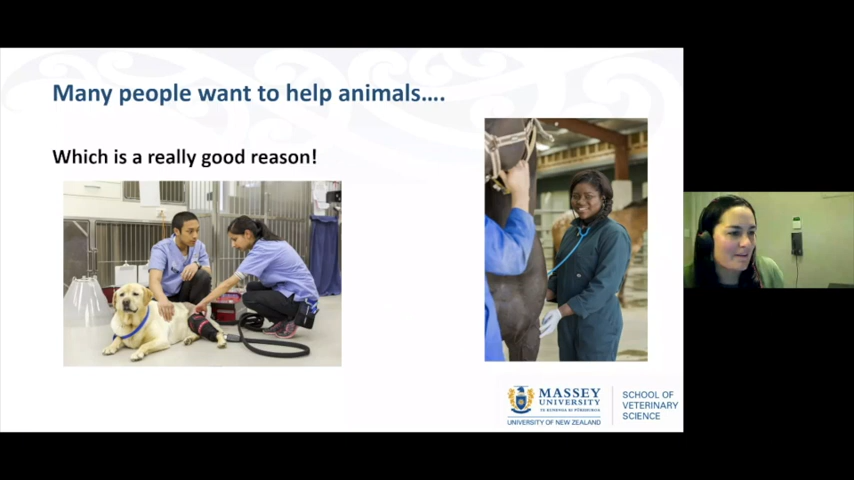 Many people want to help animals....
Which is a really good reason!
MASSEY
UNIVERSITY
TE KUNENGA KI PŪREHUROA
UNIVERSITY OF NEW ZEALAND
SCHOOL OF
VETERINARY
SCIENCE